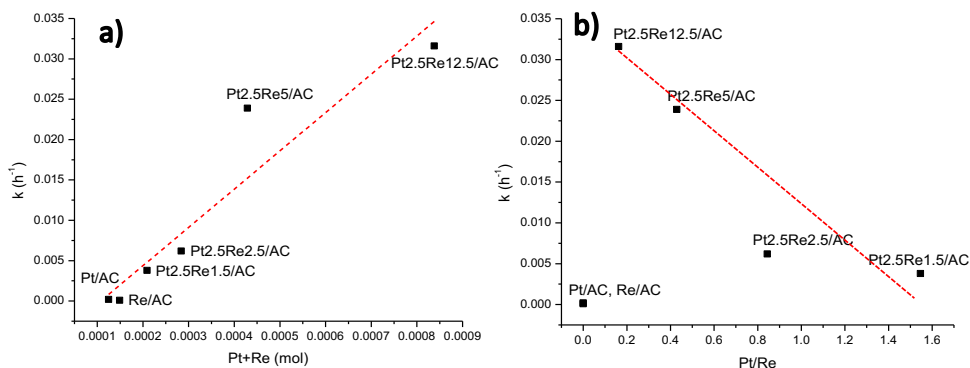 a)
0.035
0.030
0.025
0.020
0.015
0.010
0.005
0.000
k (h⁻¹)
Pt2.5Re12.5/AC
Pt2.5Re5/AC
Pt2.5Re2.5/AC
Pt2.5Re1.5/AC
Pt/AC
Re/AC
0.0001 0.0002 0.0003 0.0004 0.0005 0.0006 0.0007 0.0008 0.0009
Pt+Re (mol)
b)
0.035
0.030
0.025
0.020
0.015
0.010
0.005
0.000
k (h⁻¹)
Pt2.5Re12.5/AC
Pt2.5Re5/AC
Pt2.5Re2.5/AC
Pt2.5Re1.5/AC
Pt/AC, Re/AC
0.0 0.2 0.4 0.6 0.8 1.0 1.2 1.4 1.6
Pt/Re